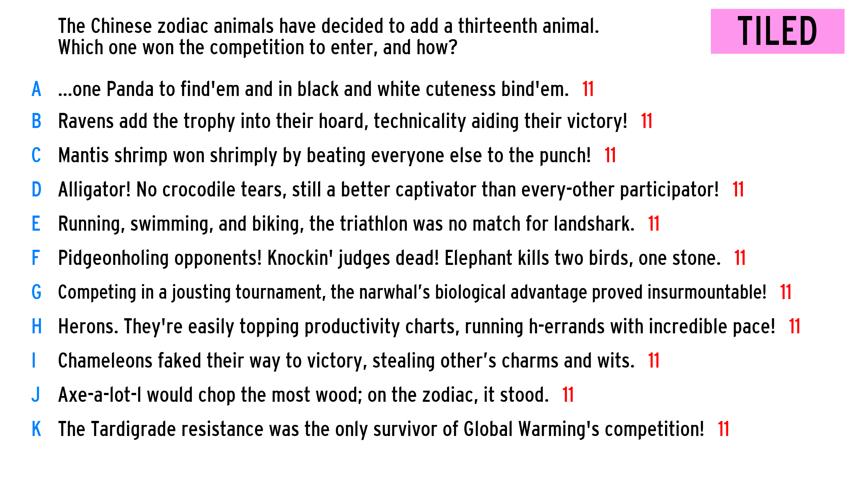 The Chinese zodiac animals have decided to add a thirteenth animal.
Which one won the competition to enter, and how?
TILED
A ...one Panda to find'em and in black and white cuteness bind'em. 11
B Ravens add the trophy into their hoard, technicality aiding their victory! 11
C Mantis shrimp won shrimply by beating everyone else to the punch! 11
D Alligator! No crocodile tears, still a better captivator than every-other participator! 11
E Running, swimming, and biking, the triathlon was no match for landshark. 11
F Pidgeonholing opponents! Knockin' judges dead! Elephant kills two birds, one stone. 11
G Competing in a jousting tournament, the narwhal’s biological advantage proved insurmountable! 11
H Herons. They're easily topping productivity charts, running h-errands with incredible pace! 11
I Chameleons faked their way to victory, stealing other’s charms and wits. 11
J Axe-a-lot-l would chop the most wood; on the zodiac, it stood. 11
K The Tardigrade resistance was the only survivor of Global Warming's competition! 11